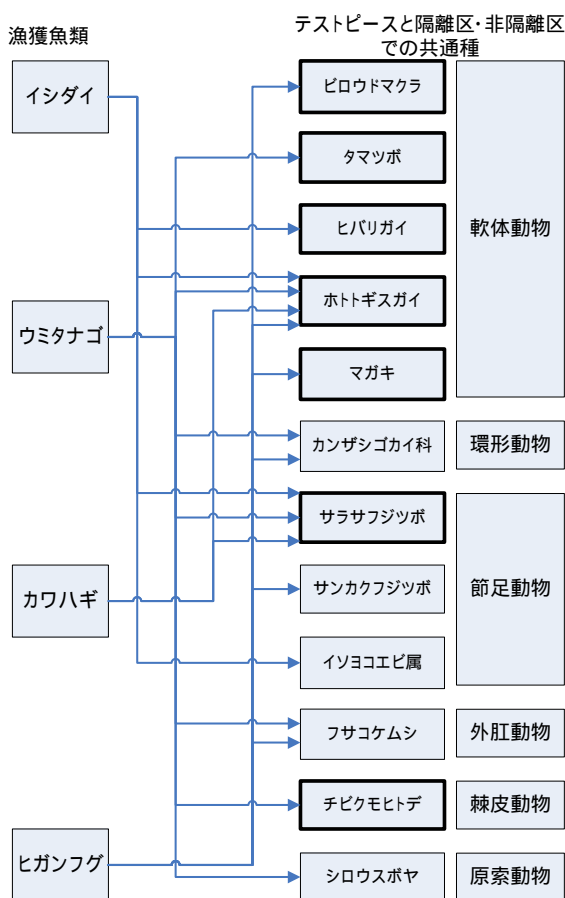 漁獲魚類
テストピースと隔離区・非隔離区
での共通種
イシダイ
ウミタナゴ
カワハギ
ヒガンフグ
ビロウドマクラ
タマツボ
ヒバリガイ
ホトトギスガイ
マガキ
カンザシゴカイ科
サラサフジツボ
サンカクフジツボ
イソヨコエビ属
フサコケムシ
チビクモヒトデ
シロウスボヤ
軟体動物
環形動物
節足動物
外肛動物
棘皮動物
原索動物